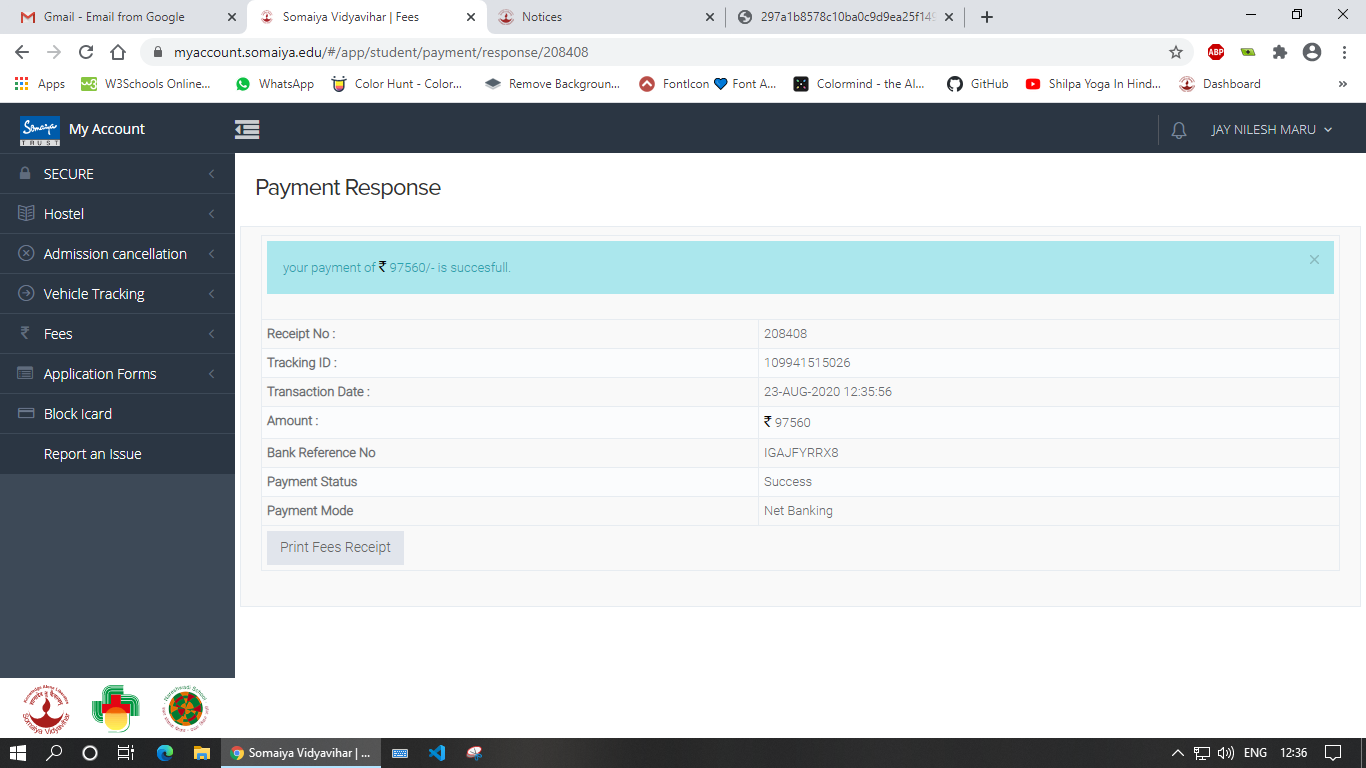 Gmail - Email from Google
Somaiya Vidyavihar | Fees
Notices
297a1b8578c10ba0c9d9ea25f149
myaccount.somaiya.edu/#/app/student/payment/response/208408
ABP
Apps
W3Schools Online...
WhatsApp
Color Hunt - Color...
Remove Backgroun...
FontIcon 💙 Font A...
Colormind - the AI...
GitHub
Shilpa Yoga In Hind...
Dashboard
Somaiya
TRUST
My Account
JAY NILESH MARU
SECURE
Hostel
Admission cancellation
Vehicle Tracking
₹ Fees
Application Forms
Block Icard
Report an Issue
Payment Response
your payment of ₹ 97560/- is succesfull.
Receipt No : 208408
Tracking ID : 109941515026
Transaction Date : 23-AUG-2020 12:35:56
Amount : ₹ 97560
Bank Reference No IGAJFYRRX8
Payment Status Success
Payment Mode Net Banking
Print Fees Receipt
Somaiya Vidyavihar
Somaiya Vidyavihar | ...
ENG
12:36